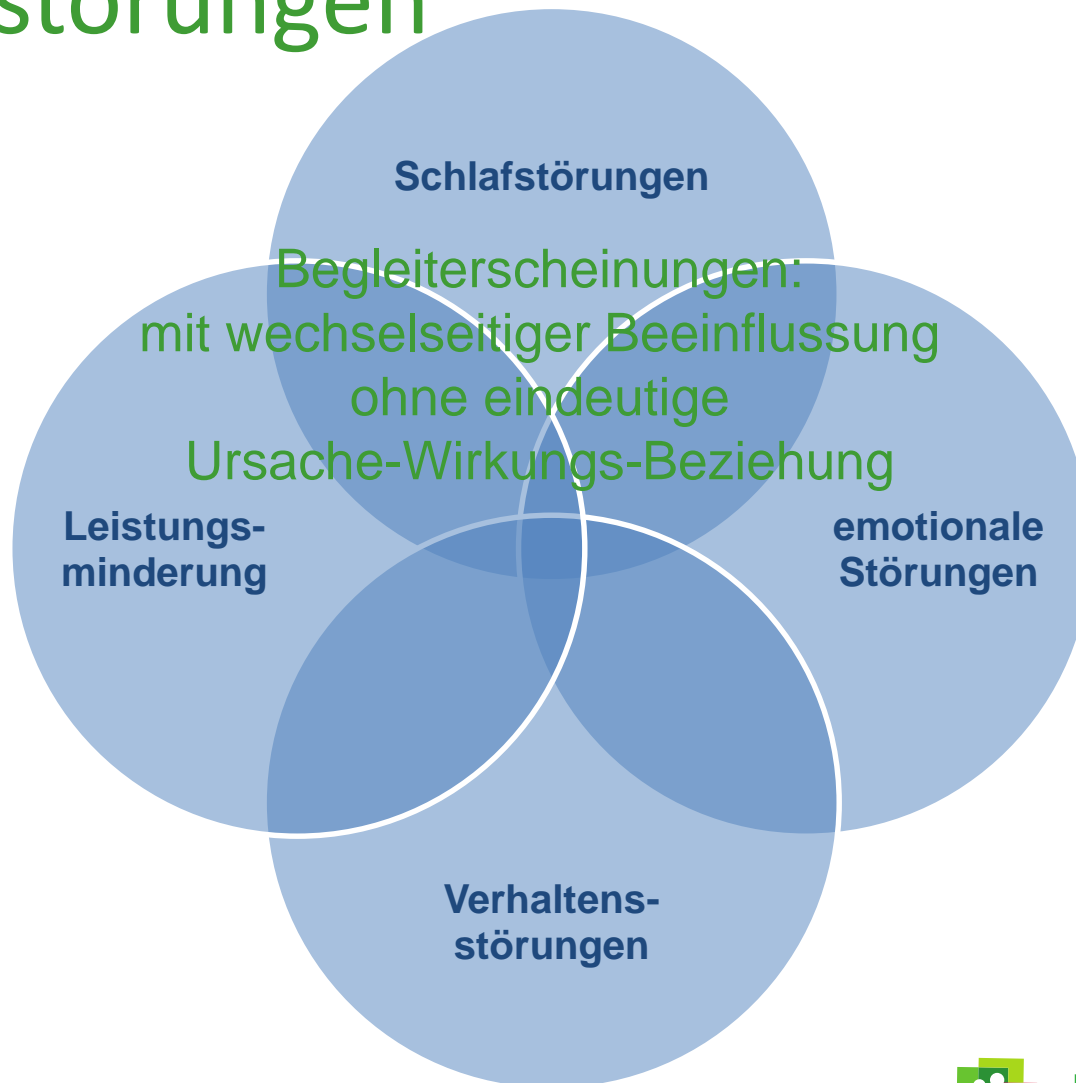 störungen
Schlafstörungen
Begleiterscheinungen:
mit wechselseitiger Beeinflussung
ohne eindeutige
Ursache-Wirkungs-Beziehung
Leistungs-
minderung
emotionale
Störungen
Verhaltens-
störungen